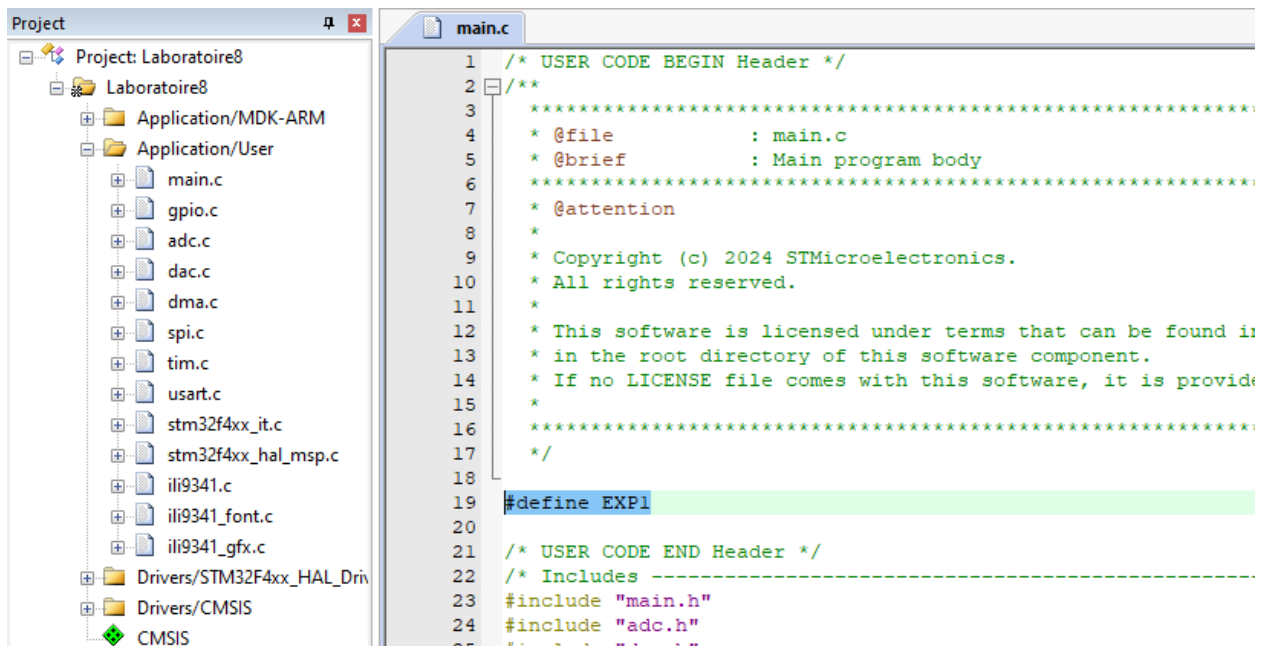 Project
Project: Laboratoire8
Laboratoire8
Application/MDK-ARM
Application/User
main.c
gpio.c
adc.c
dac.c
dma.c
spi.c
tim.c
usart.c
stm32f4xx_it.c
stm32f4xx_hal_msp.c
ili9341.c
ili9341_font.c
ili9341_gfx.c
Drivers/STM32F4xx_HAL_Driv
Drivers/CMSIS
CMSIS
main.c
1 /* USER CODE BEGIN Header */
2 /**
3 ************************************************************
4 * @file : main.c
5 * @brief : Main program body
6 ************************************************************
7 * @attention
8 *
9 * Copyright (c) 2024 STMicroelectronics.
10 * All rights reserved.
11 *
12 * This software is licensed under terms that can be found in
13 * in the root directory of this software component.
14 * If no LICENSE file comes with this software, it is provide
15 *
16 ************************************************************
17 */
18
19 #define EXP1
20
21 /* USER CODE END Header */
22 /* Includes --------------------------------------------------
23 #include "main.h"
24 #include "adc.h"